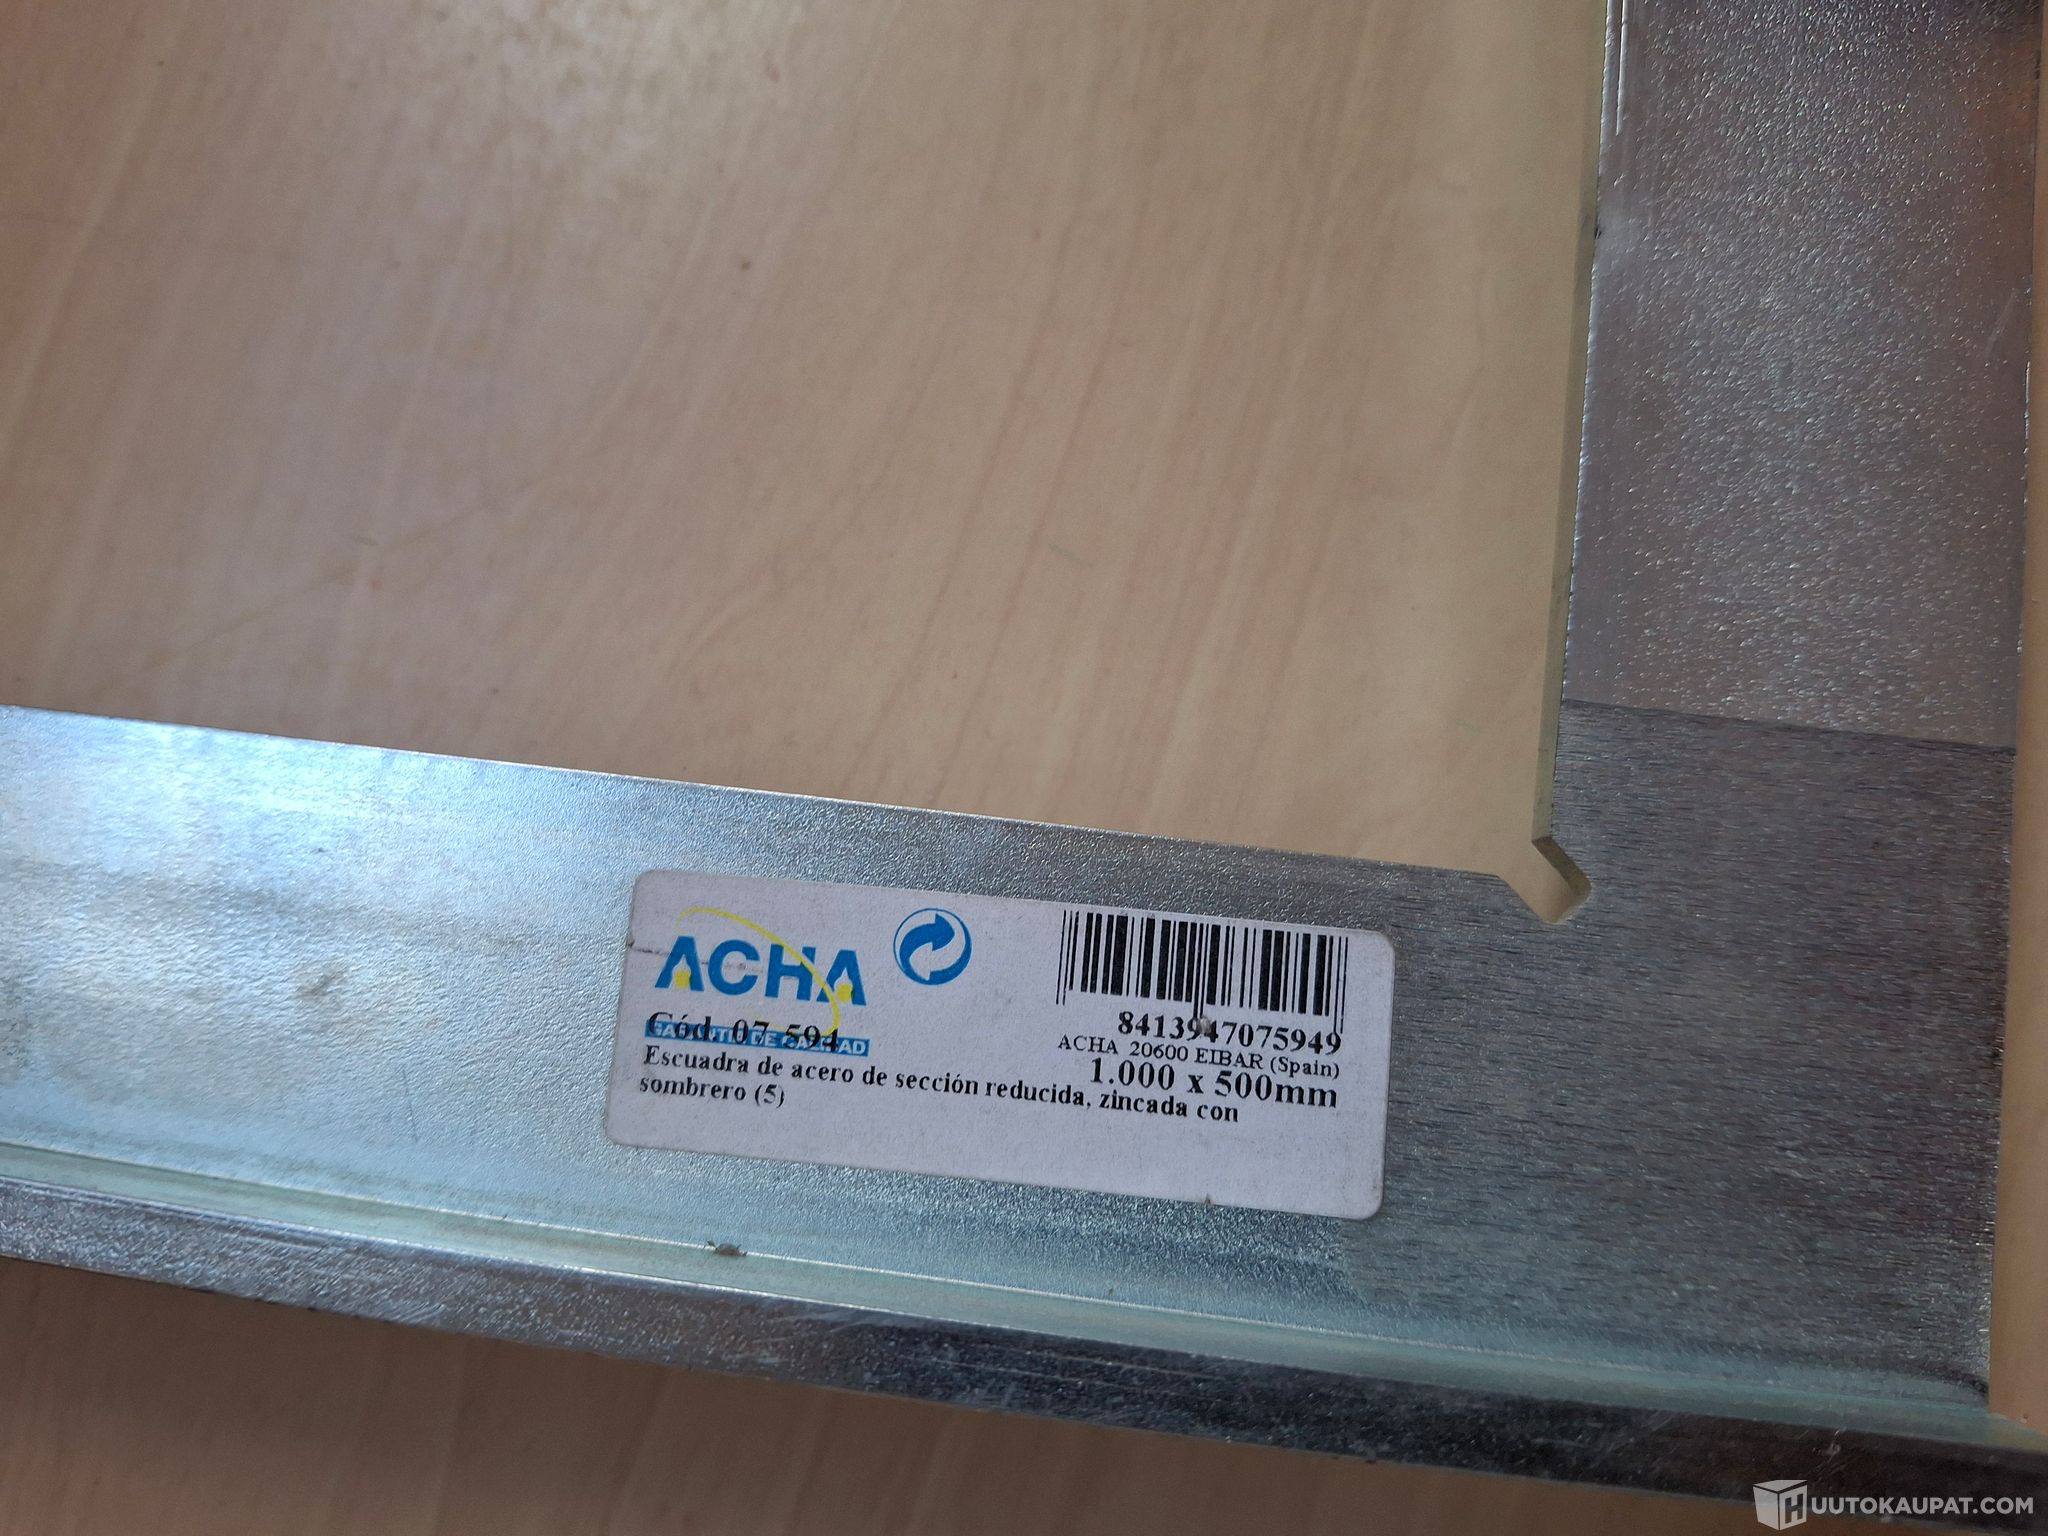 ACHA
GARANTIA DE CALIDAD
Cód. 07.594
8413947075949
ACHA 20600 EIBAR (Spain)
1.000 x 500mm
Escuadra de acero de sección reducida, zincada con
sombrero (5)
HUUTOKAUPAT.COM